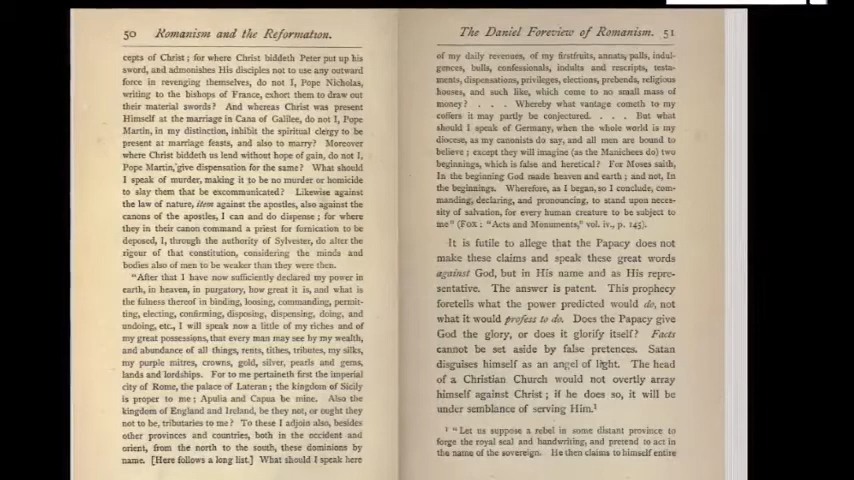 50 Romanism and the Reformation.
cepts of Christ; for where Christ biddeth Peter put up his
sword, and admonishes His disciples not to use any outward
force in revenging themselves, do not I, Pope Nicholas,
writing to the bishops of France, exhort them to draw out
their material swords? And whereas Christ was present
Himself at the marriage in Cana of Galilee, do not I, Pope
Martin, in my distinction, inhibit the spiritual clergy to be
present at marriage feasts, and also to marry? Moreover
where Christ biddeth us lend without hope of gain, do not I,
Pope Martin, give dispensation for the same? What should
I speak of murder, making it to be no murder or homicide
to slay them that be excommunicated? Likewise against
the law of nature, item against the apostles, also against the
canons of the apostles, I can and do dispense; for where
they in their canon command a priest for fornication to be
deposed, I, through the authority of Sylvester, do alter the
rigour of that constitution, considering the minds and
bodies also of men to be weaker than they were then.
"After that I have now sufficiently declared my power in
earth, in heaven, in purgatory, how great it is, and what is
the fulness thereof in binding, loosing, commanding, permit-
ting, electing, confirming, disposing, dispensing, doing, and
undoing, etc., I will speak now a little of my riches and of
my great possessions, that every man may see by my wealth,
and abundance of all things, rents, tithes, tributes, my silks,
my purple mitres, crowns, gold, silver, pearls and gems,
lands and lordships. For to me pertaineth first the imperial
city of Rome, the palace of Lateran; the kingdom of Sicily
is proper to me; Apulia and Capua be mine. Also the
kingdom of England and Ireland, be they not, or ought they
not to be, tributaries to me? To these I adjoin also, besides
other provinces and countries, both in the occident and
orient, from the north to the south, these dominions by
name. [Here follows a long list.] What should I speak here
The Daniel Foreview of Romanism. 51
of my daily revenues, of my firstfruits, annats, palls, indul-
gences, bulls, confessionals, indults and rescripts, testa-
ments, dispensations, privileges, elections, prebends, religious
houses, and such like, which come to no small mass of
money? . . . Whereby what vantage cometh to my
coffers it may partly be conjectured. . . . But what
should I speak of Germany, when the whole world is my
diocese, as my canonists do say, and all men are bound to
believe; except they will imagine (as the Manichees do) two
beginnings, which is false and heretical? For Moses saith,
In the beginning God made heaven and earth; and not, In
the beginnings. Wherefore, as I began, so I conclude, com-
manding, declaring, and pronouncing, to stand upon neces-
sity of salvation, for every human creature to be subject to
me" (Fox: "Acts and Monuments," vol. iv., p. 145).
It is futile to allege that the Papacy does not
make these claims and speak these great words
against God, but in His name and as His repre-
sentative. The answer is patent. This prophecy
foretells what the power predicted would do, not
what it would profess to do. Does the Papacy give
God the glory, or does it glorify itself? Facts
cannot be set aside by false pretences. Satan
disguises himself as an angel of light. The head
of a Christian Church would not overtly array
himself against Christ; if he does so, it will be
under semblance of serving Him.¹
¹ "Let us suppose a rebel in some distant province to
forge the royal seal and handwriting, and pretend to act in
the name of the sovereign. He then claims to himself entire